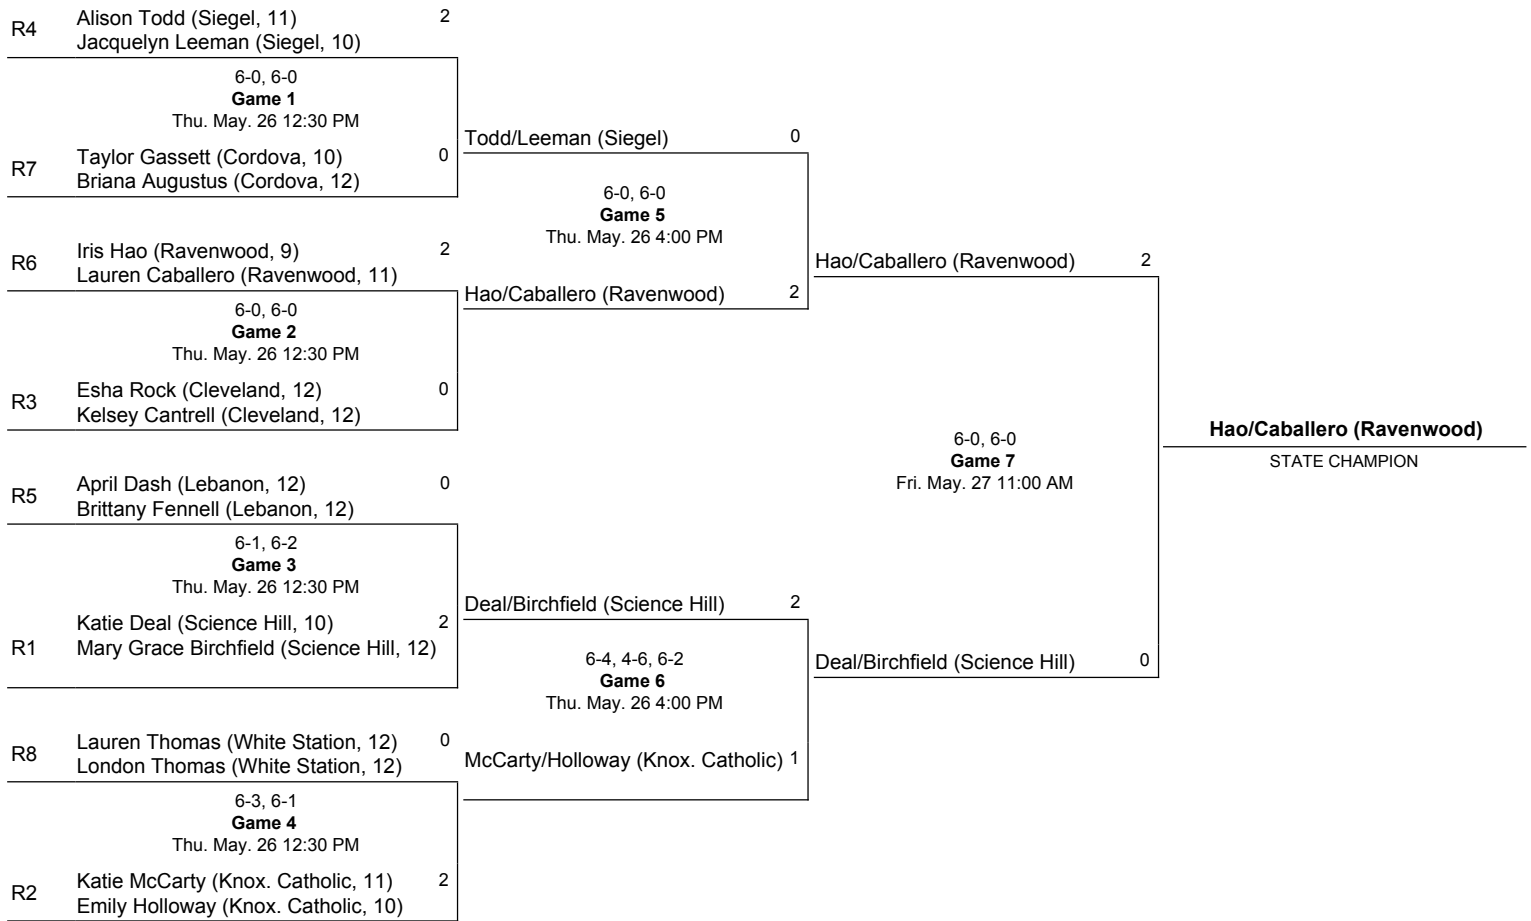 R4
Alison Todd (Siegel, 11) 2
Jacquelyn Leeman (Siegel, 10)
6-0, 6-0
Game 1
Thu. May. 26 12:30 PM
R7
Taylor Gassett (Cordova, 10) 0
Briana Augustus (Cordova, 12)
R6
Iris Hao (Ravenwood, 9) 2
Lauren Caballero (Ravenwood, 11)
6-0, 6-0
Game 2
Thu. May. 26 12:30 PM
R3
Esha Rock (Cleveland, 12) 0
Kelsey Cantrell (Cleveland, 12)
R5
April Dash (Lebanon, 12) 0
Brittany Fennell (Lebanon, 12)
6-1, 6-2
Game 3
Thu. May. 26 12:30 PM
R1
Katie Deal (Science Hill, 10) 2
Mary Grace Birchfield (Science Hill, 12)
R8
Lauren Thomas (White Station, 12) 0
London Thomas (White Station, 12)
6-3, 6-1
Game 4
Thu. May. 26 12:30 PM
R2
Katie McCarty (Knox. Catholic, 11) 2
Emily Holloway (Knox. Catholic, 10)
Todd/Leeman (Siegel) 0
6-0, 6-0
Game 5
Thu. May. 26 4:00 PM
Hao/Caballero (Ravenwood) 2
Deal/Birchfield (Science Hill) 2
6-4, 4-6, 6-2
Game 6
Thu. May. 26 4:00 PM
McCarty/Holloway (Knox. Catholic) 1
Hao/Caballero (Ravenwood) 2
6-0, 6-0
Game 7
Fri. May. 27 11:00 AM
Deal/Birchfield (Science Hill) 0
Hao/Caballero (Ravenwood)
STATE CHAMPION